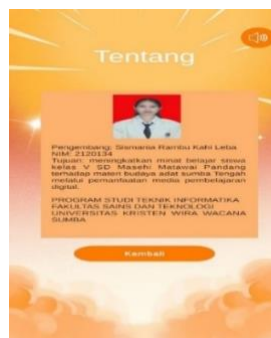 Tentang
Pengembang: Sismania Rambu Kahi Leba
NIM: 2120134
Tujuan: meningkatkan minat belajar siswa
kelas V SD Masehi Matawai Pandang
terhadap materi budaya adat sumba Tengah
melalui pemanfaatan media pembelajaran
digital.
PROGRAM STUDI TEKNIK INFORMATIKA
FAKULTAS SAINS DAN TEKNOLOGI
UNIVERSITAS KRISTEN WIRA WACANA
SUMBA
Kembali